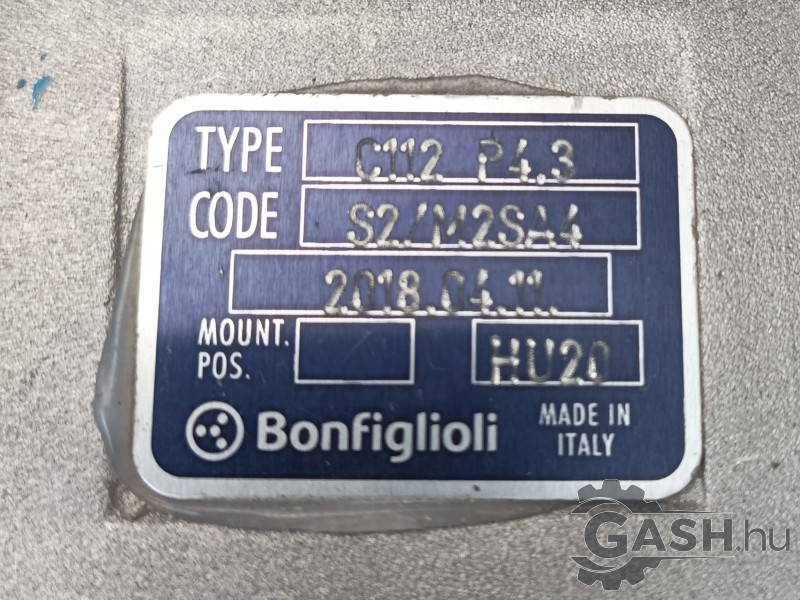 TYPE C112 P4.3
CODE S2/M2SA4
2018.04.11.
MOUNT. POS. HU20
Bonfiglioli MADE IN ITALY
GASH.hu